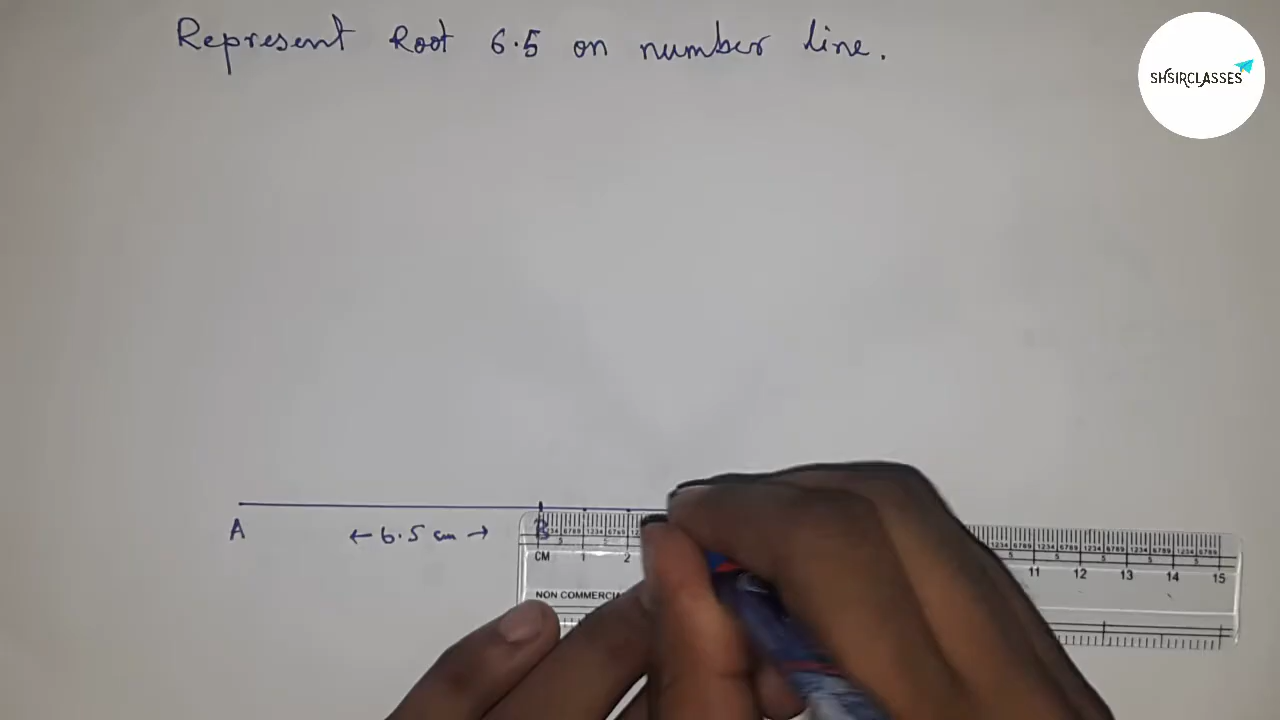 Represent Root 6.5 on number line.
SHSIRCLASSES
A ← 6.5 cm → B
CM 1 2 11 12 13 14 15
NON COMMERCIA